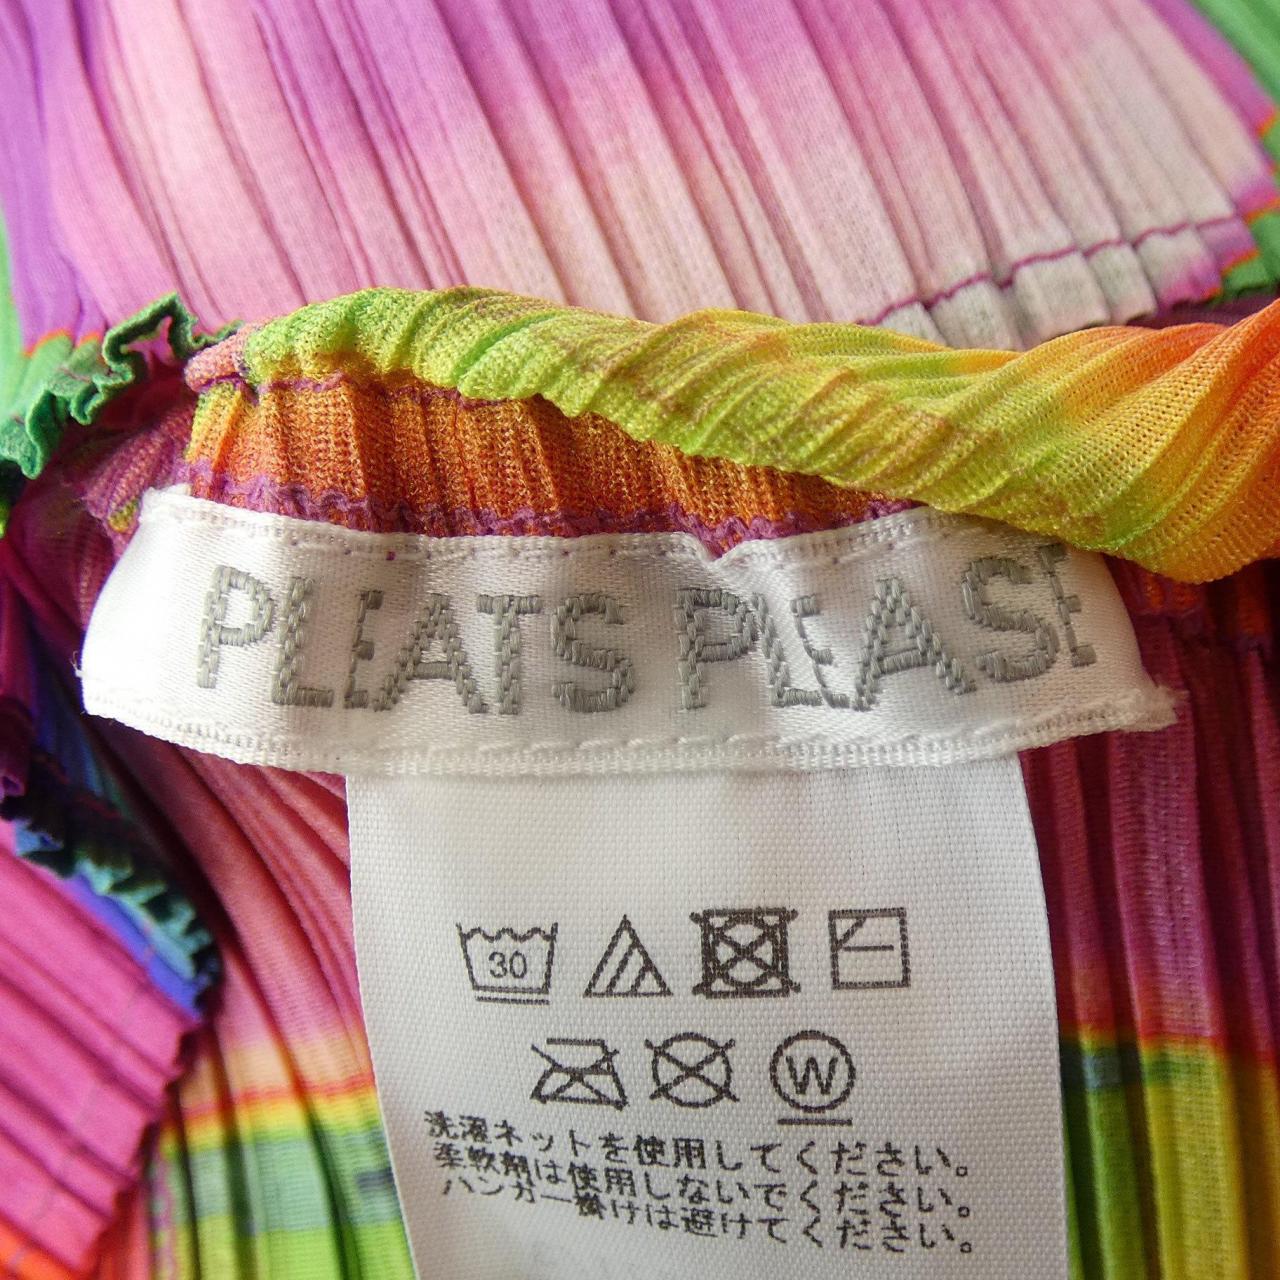 PLEATS PLEASE
30
W
洗濯ネットを使用してください。
柔軟剤は使用しないでください。
ハンガー掛けは避けてください。